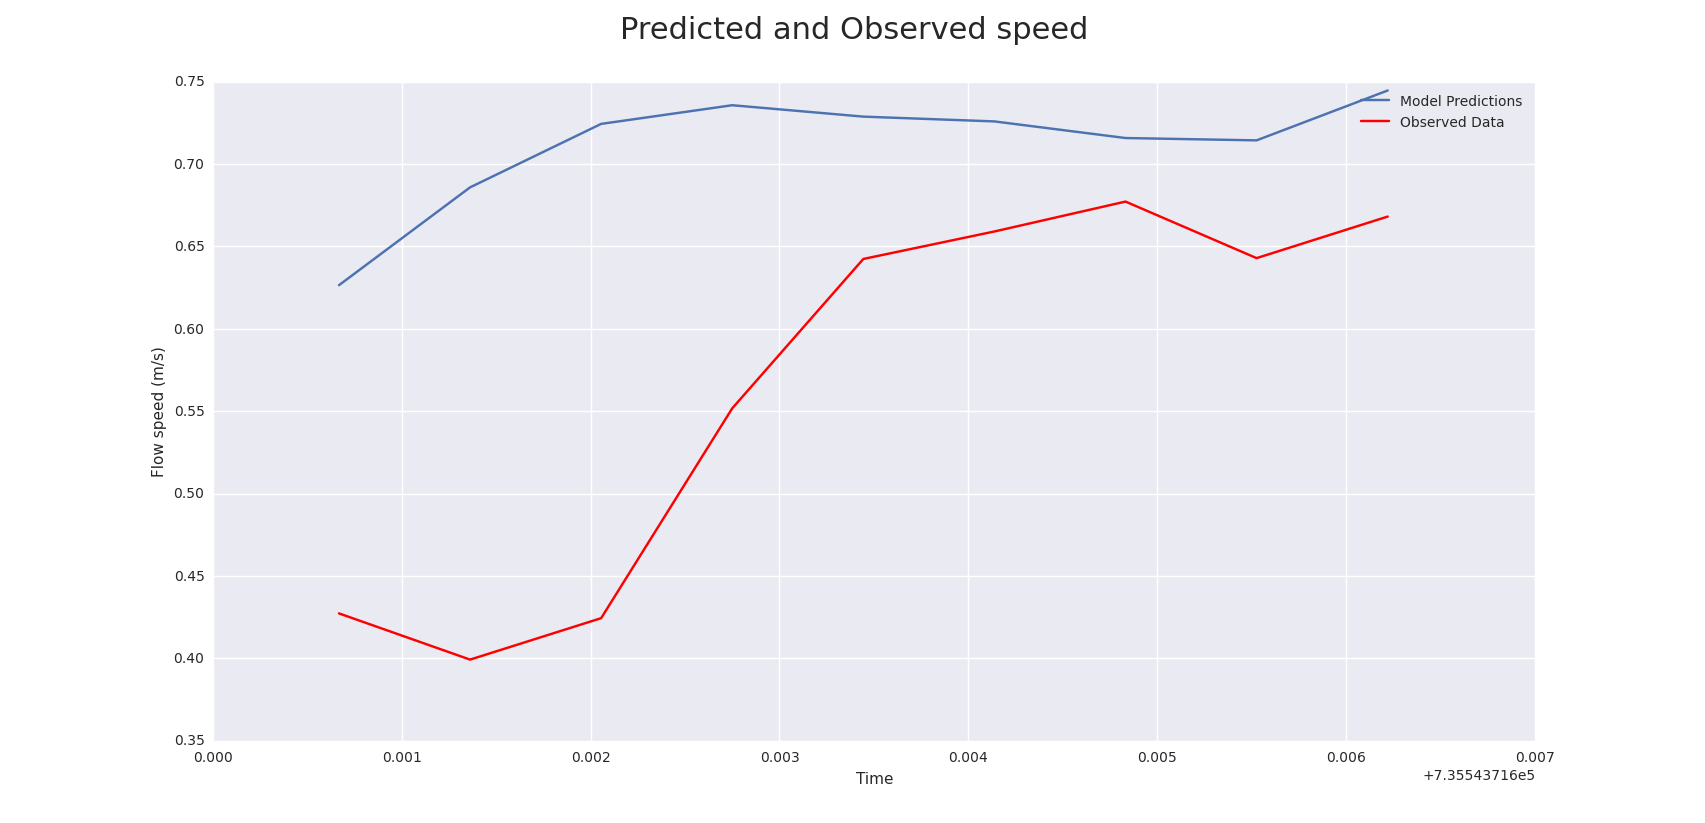 Predicted and Observed speed
0.75
0.70
0.65
0.60
0.55
0.50
0.45
0.40
0.35
Flow speed (m/s)
Model Predictions
Observed Data
0.000 0.001 0.002 0.003 0.004 0.005 0.006 0.007
Time
+7.35543716e5